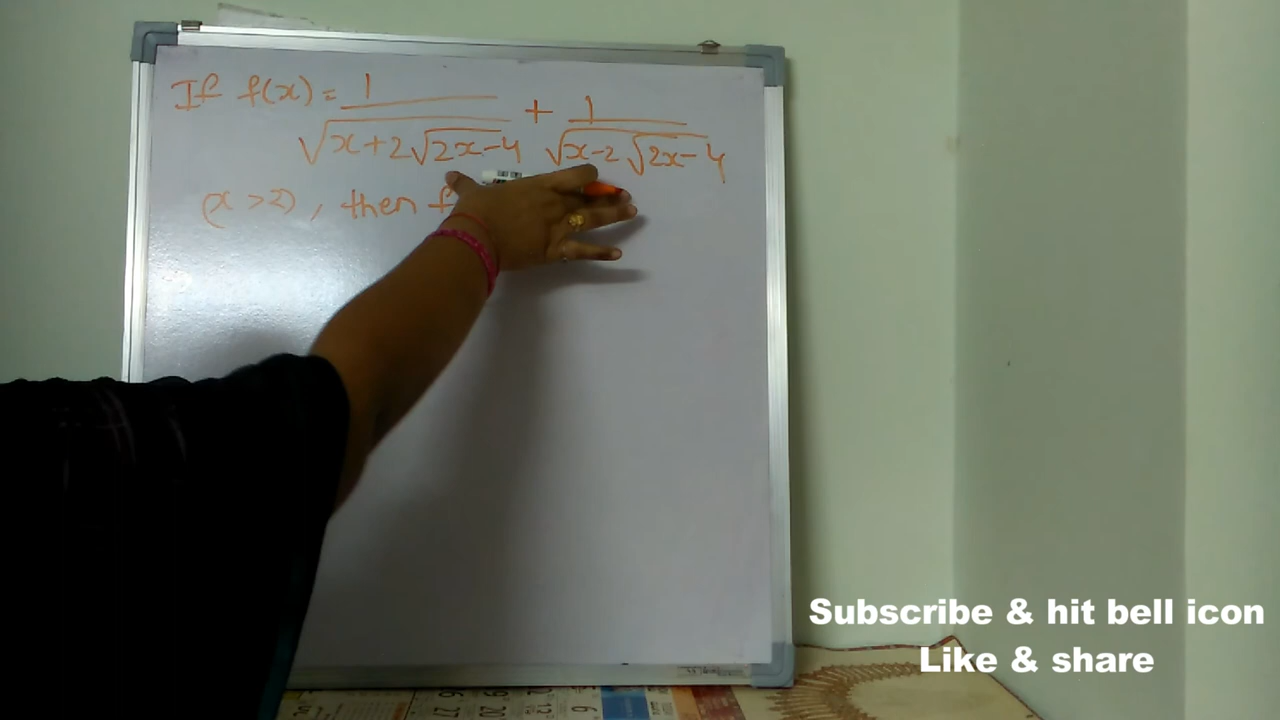 If f(x) = 1/√(x+2√(2x-4)) + 1/√(x-2√(2x-4))
(x > 2), then f
Subscribe & hit bell icon
Like & share